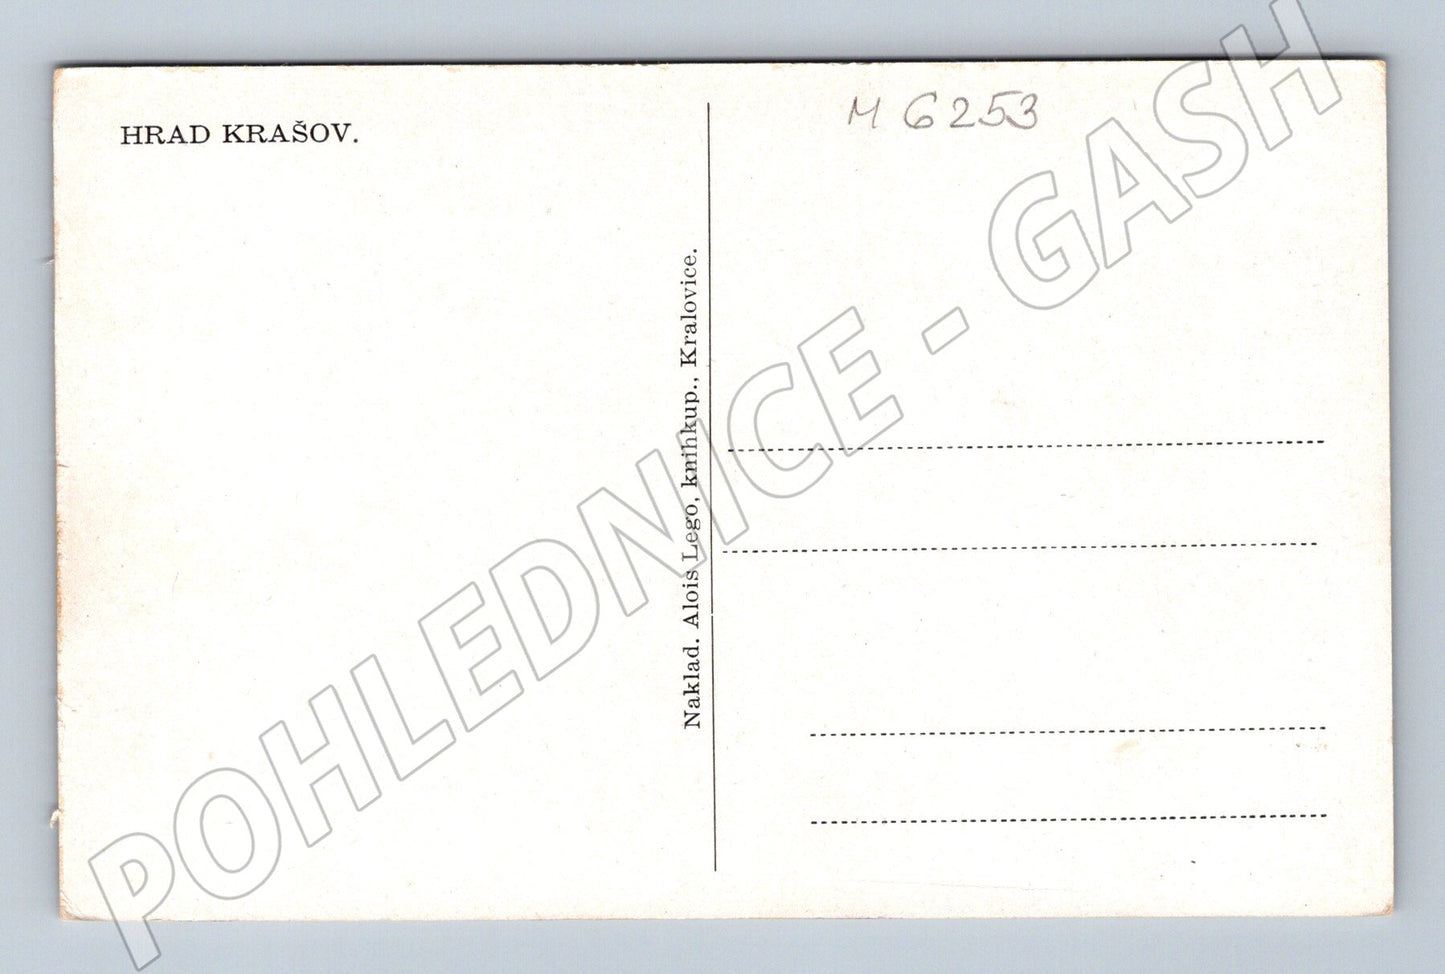 HRAD KRAŠOV.
M 6253
Naklad. Alois Lego, knihkup., Kralovice.
POHLEDNICE - GASH